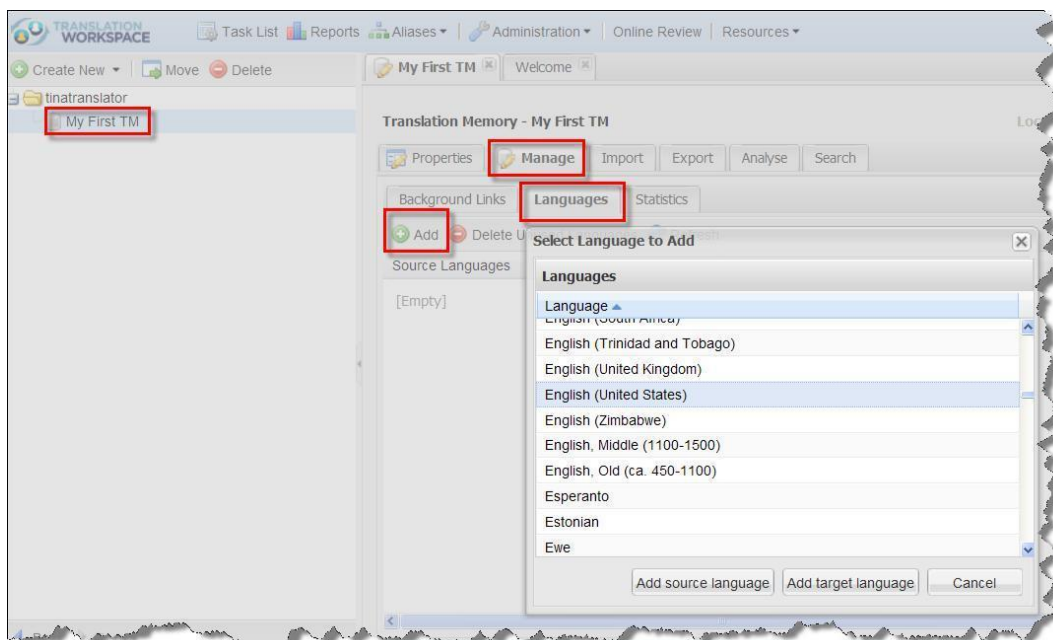 TRANSLATION
WORKSPACE
Task List Reports Aliases Administration Online Review Resources
Create New Move Delete
My First TM Welcome
tinatranslator
My First TM
Translation Memory - My First TM
Properties Manage Import Export Analyse Search
Background Links Languages Statistics
Add Delete
Select Language to Add
Source Languages
Languages
[Empty]
Language
English (South Africa)
English (Trinidad and Tobago)
English (United Kingdom)
English (United States)
English (Zimbabwe)
English, Middle (1100-1500)
English, Old (ca. 450-1100)
Esperanto
Estonian
Ewe
Add source language Add target language Cancel